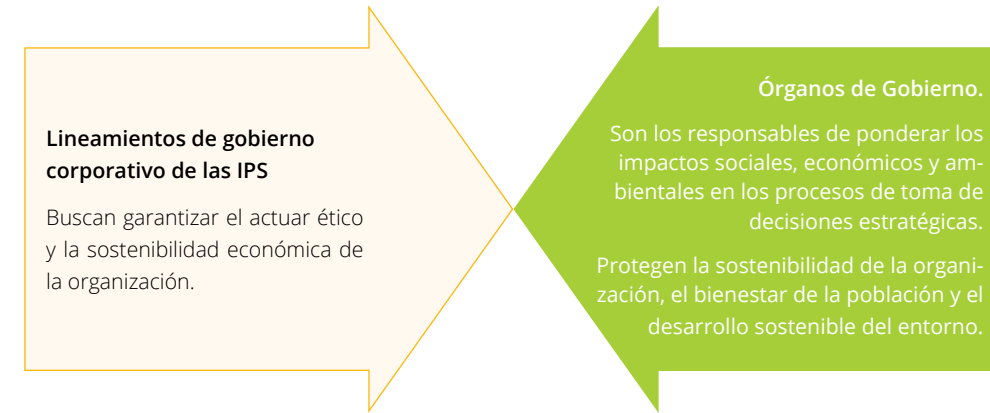 Lineamientos de gobierno
corporativo de las IPS
Buscan garantizar el actuar ético
y la sostenibilidad económica de
la organización.
Órganos de Gobierno.
Son los responsables de ponderar los
impactos sociales, económicos y am-
bientales en los procesos de toma de
decisiones estratégicas.
Protegen la sostenibilidad de la organi-
zación, el bienestar de la población y el
desarrollo sostenible del entorno.